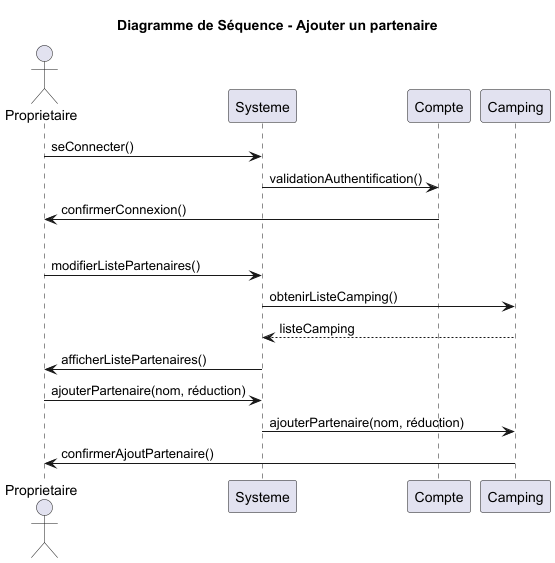 Diagramme de Séquence - Ajouter un partenaire
Proprietaire
Systeme
Compte
Camping
seConnecter()
validationAuthentification()
confirmerConnexion()
modifierListePartenaires()
obtenirListeCamping()
listeCamping
afficherListePartenaires()
ajouterPartenaire(nom, réduction)
ajouterPartenaire(nom, réduction)
confirmerAjoutPartenaire()
Proprietaire
Systeme
Compte
Camping